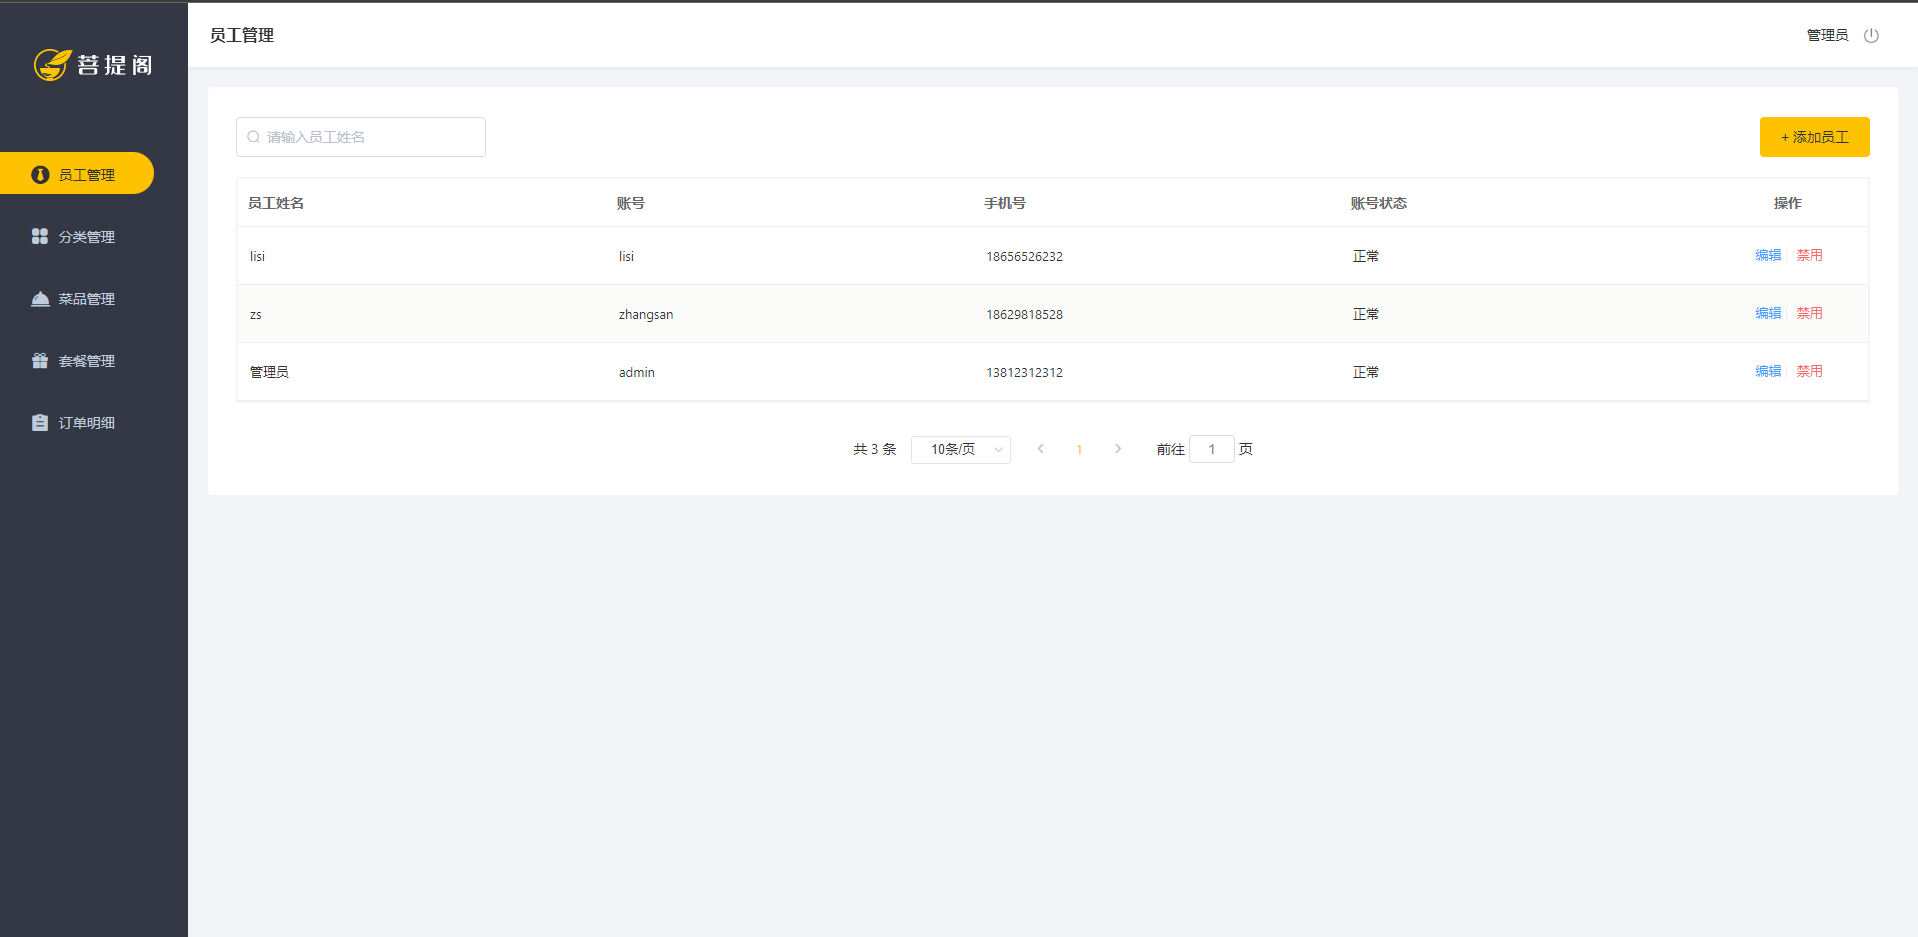 菩提阁
员工管理
分类管理
菜品管理
套餐管理
订单明细
员工管理
管理员
请输入员工姓名
+ 添加员工
员工姓名 账号 手机号 账号状态 操作
lisi lisi 18656526232 正常 编辑 禁用
zs zhangsan 18629818528 正常 编辑 禁用
管理员 admin 13812312312 正常 编辑 禁用
共 3 条 10条/页 1 前往 1 页